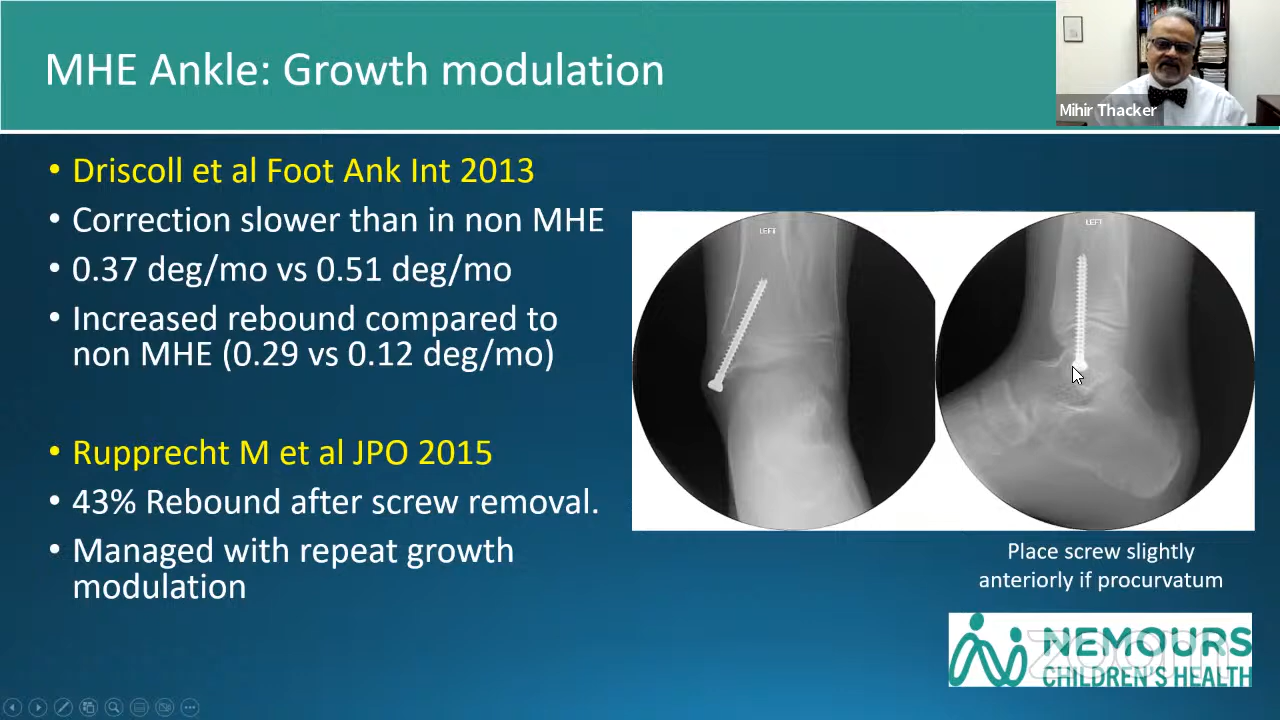 MHE Ankle: Growth modulation
Mihir Thacker
• Driscoll et al Foot Ank Int 2013
• Correction slower than in non MHE
• 0.37 deg/mo vs 0.51 deg/mo
• Increased rebound compared to
non MHE (0.29 vs 0.12 deg/mo)
• Rupprecht M et al JPO 2015
• 43% Rebound after screw removal.
• Managed with repeat growth
modulation
LEFT
LEFT
Place screw slightly
anteriorly if procurvatum
NEMOURS
CHILDREN'S HEALTH
zoom